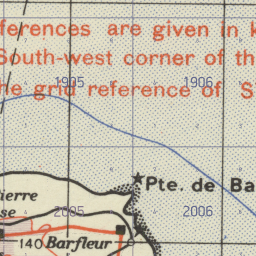 ferences are given in k
South-west corner of th
1905 1906
he grid reference of S
Pte. de Ba
ierre
se
2005 2006
140 Barfleur